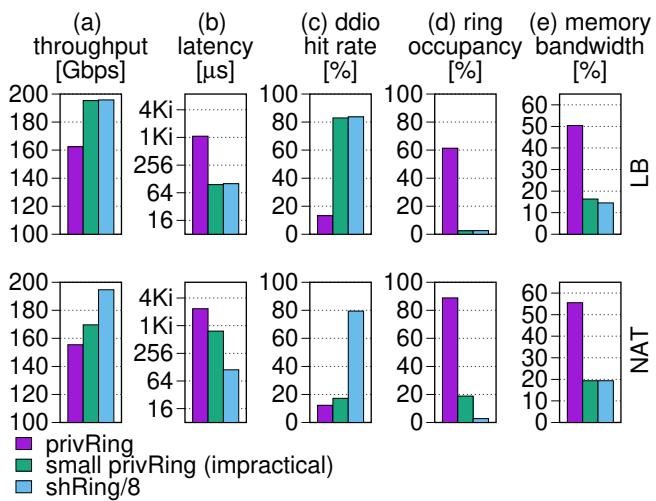 (a) throughput [Gbps]
(b) latency [μs]
(c) ddio hit rate [%]
(d) ring occupancy [%]
(e) memory bandwidth [%]
200 180 160 140 120 100
4Ki 1Ki 256 64 16
100 80 60 40 20 0
100 80 60 40 20 0
60 50 40 30 20 10 0
LB
200 180 160 140 120 100
4Ki 1Ki 256 64 16
100 80 60 40 20 0
100 80 60 40 20 0
60 50 40 30 20 10 0
NAT
privRing
small privRing (impractical)
shRing/8